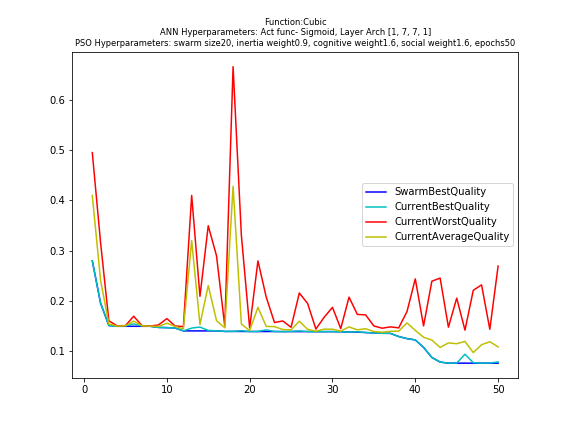 Function:Cubic
ANN Hyperparameters: Act func- Sigmoid, Layer Arch [1, 7, 7, 1]
PSO Hyperparameters: swarm size20, inertia weight0.9, cognitive weight1.6, social weight1.6, epochs50
0.6
0.5
0.4
0.3
0.2
0.1
SwarmBestQuality
CurrentBestQuality
CurrentWorstQuality
CurrentAverageQuality
0 10 20 30 40 50